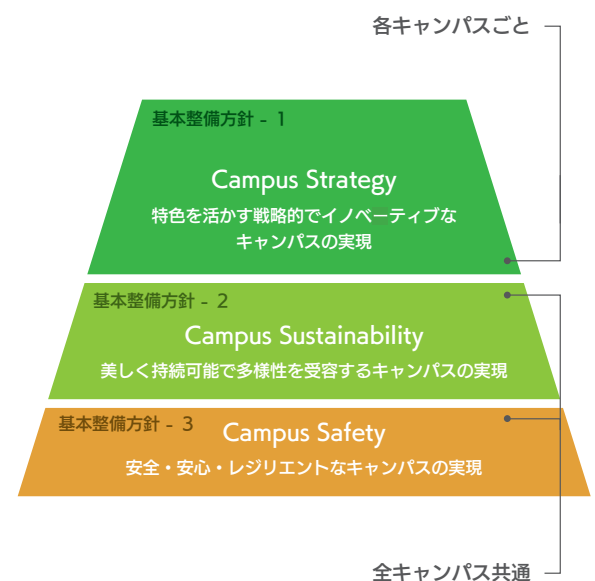 各キャンパスごと
基本整備方針 - 1
Campus Strategy
特色を活かす戦略的でイノベーティブな
キャンパスの実現
基本整備方針 - 2
Campus Sustainability
美しく持続可能で多様性を受容するキャンパスの実現
基本整備方針 - 3
Campus Safety
安全・安心・レジリエントなキャンパスの実現
全キャンパス共通